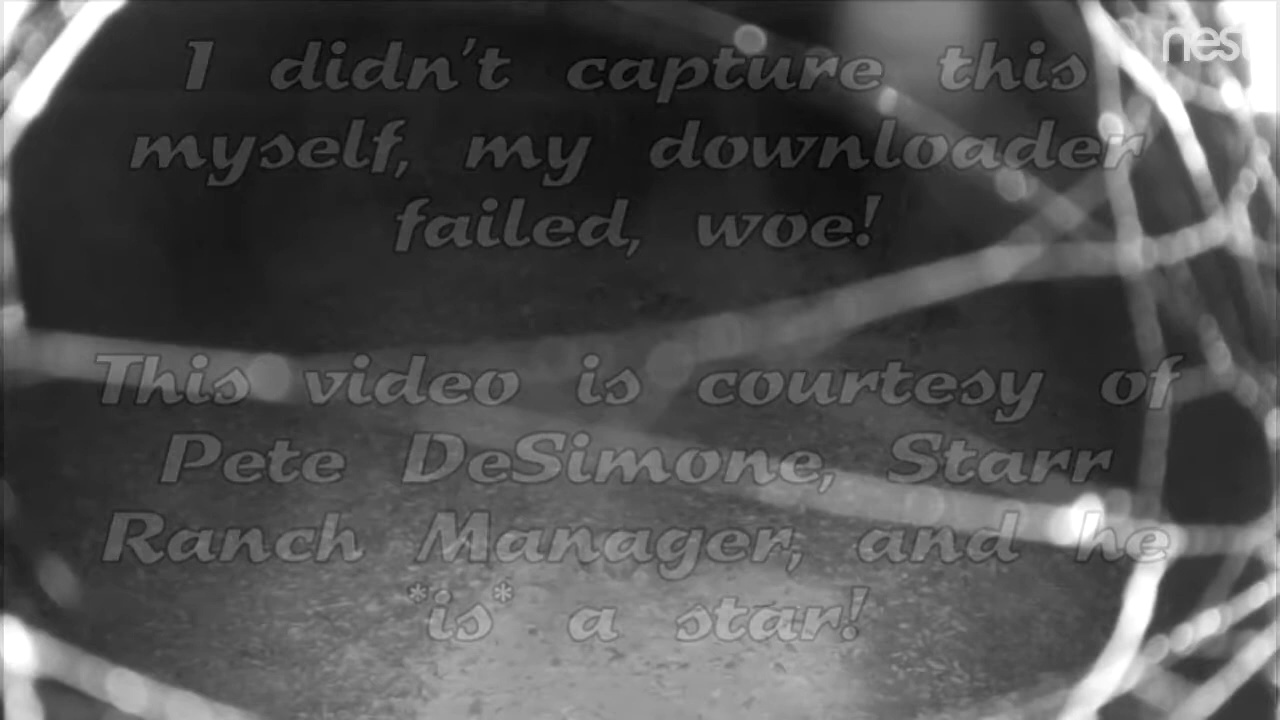 nest
I didn't capture this
myself, my downloader
failed, woe!
This video is courtesy of
Pete DeSimone, Starr
Ranch Manager, and he
*is* a star!